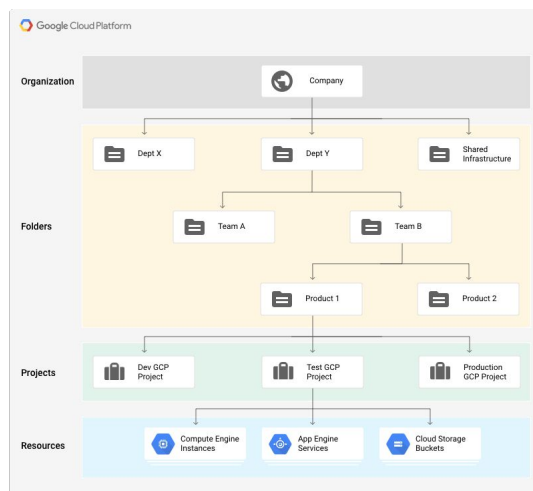 Google Cloud Platform
Organization
Company
Dept X
Dept Y
Shared
Infrastructure
Folders
Team A
Team B
Product 1
Product 2
Projects
Dev GCP
Project
Test GCP
Project
Production
GCP Project
Resources
Compute Engine
Instances
App Engine
Services
Cloud Storage
Buckets